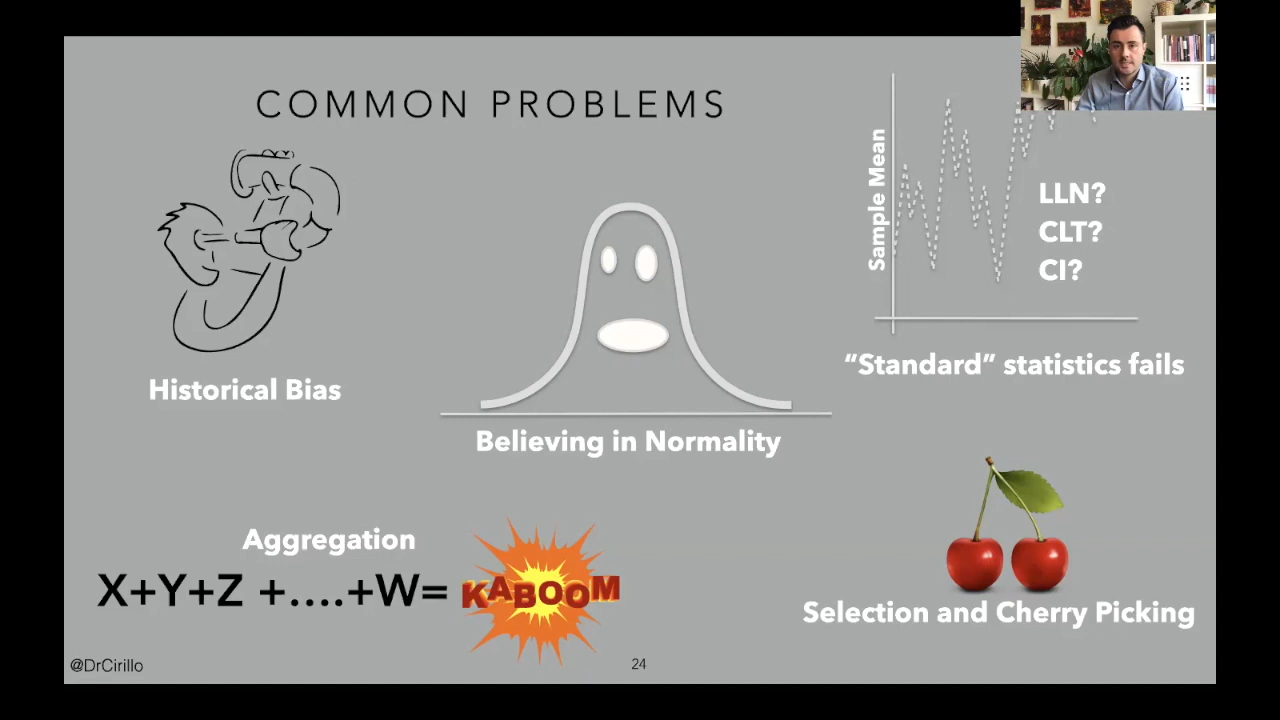 COMMON PROBLEMS
Sample Mean
LLN?
CLT?
CI?
"Standard" statistics fails
Historical Bias
Believing in Normality
Aggregation
X+Y+Z +....+W= KABOOM
Selection and Cherry Picking
@DrCirillo
24